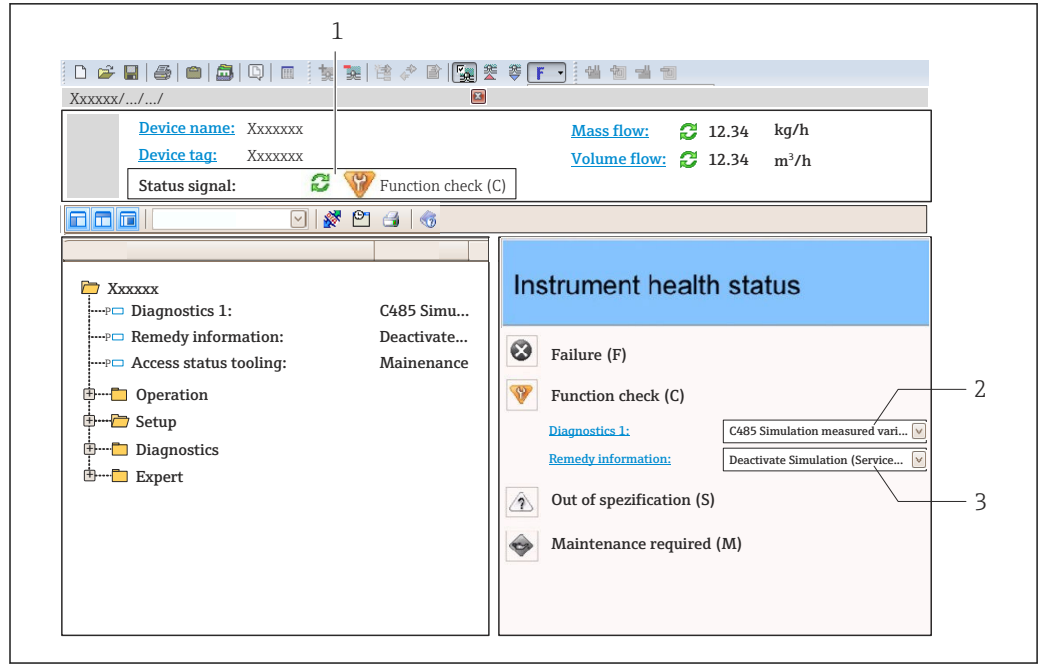 1
F
Xxxxxx/.../.../
Device name: Xxxxxxx
Mass flow: 12.34 kg/h
Device tag: Xxxxxxx
Volume flow: 12.34 m³/h
Status signal: Function check (C)
Instrument health status
Xxxxxx
Diagnostics 1: C485 Simu...
Remedy information: Deactivate...
Access status tooling: Mainenance
Operation
Setup
Diagnostics
Expert
Failure (F)
Function check (C)
2
Diagnostics 1: C485 Simulation measured vari...
Remedy information: Deactivate Simulation (Service...
3
Out of spezification (S)
Maintenance required (M)